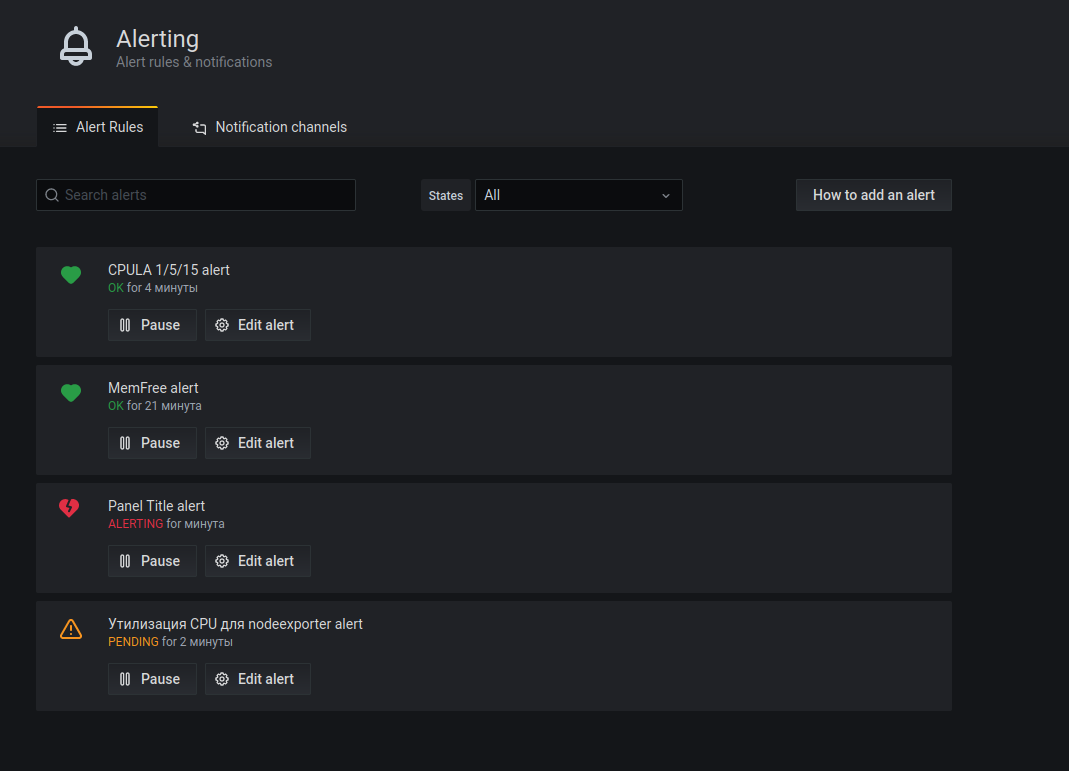 Alerting
Alert rules & notifications
Alert Rules
Notification channels
Search alerts
States
All
How to add an alert
CPULA 1/5/15 alert
OK for 4 минуты
Pause
Edit alert
MemFree alert
OK for 21 минута
Pause
Edit alert
Panel Title alert
ALERTING for минута
Pause
Edit alert
Утилизация CPU для nodeexporter alert
PENDING for 2 минуты
Pause
Edit alert